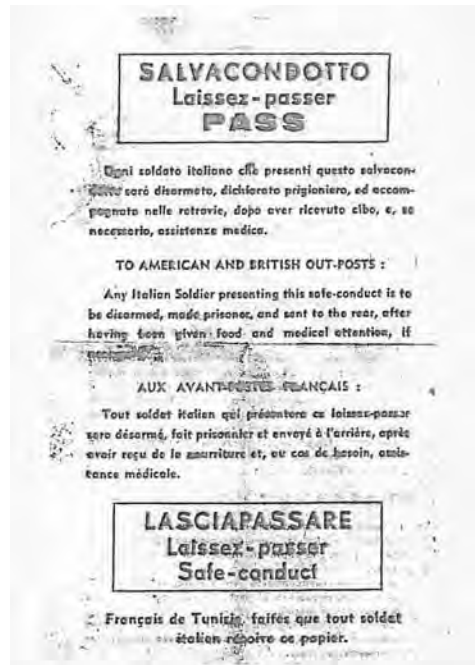 SALVACONDOTTO
Laissez-passer
PASS
Ogni soldato italiano che presenti questo salvacon-
dotto sarà disarmato, dichiarato prigioniero, ed accom-
pagnato nelle retrovie, dopo aver ricevuto cibo, e, se
necessario, assistenza medica.
TO AMERICAN AND BRITISH OUT-POSTS :
Any Italian Soldier presenting this safe-conduct is to
be disarmed, made prisoner, and sent to the rear, after
having been given food and medical attention, if
AUX AVANT-POSTES FRANÇAIS :
Tout soldat italien qui présentera ce laissez-passer
sera désarmé, fait prisonnier et envoyé à l'arrière, après
avoir reçu de la nourriture et, au cas de besoin, assis-
tance médicale.
LASCIAPASSARE
Laissez-passer
Safe-conduct
Français de Tunisie, faites que tout soldat
italien reçoive ce papier.